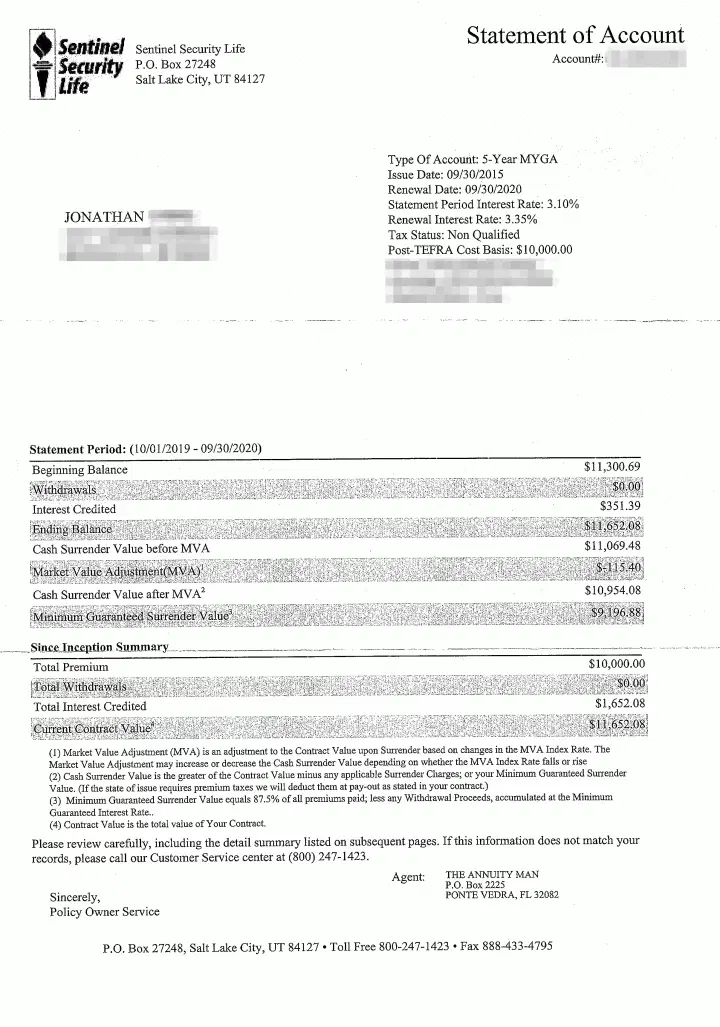 Sentinel
Security
Life
Sentinel Security Life
P.O. Box 27248
Salt Lake City, UT 84127
Statement of Account
Account#:
Type Of Account: 5-Year MYGA
Issue Date: 09/30/2015
Renewal Date: 09/30/2020
Statement Period Interest Rate: 3.10%
Renewal Interest Rate: 3.35%
Tax Status: Non Qualified
Post-TEFRA Cost Basis: $10,000.00
JONATHAN
Statement Period: (10/01/2019 - 09/30/2020)
Beginning Balance $11,300.69
Withdrawals $0.00
Interest Credited $351.39
Ending Balance $11,652.08
Cash Surrender Value before MVA $11,069.48
Market Value Adjustment(MVA)¹ $-115.40
Cash Surrender Value after MVA² $10,954.08
Minimum Guaranteed Surrender Value³ $9,196.88
Since Inception Summary
Total Premium $10,000.00
Total Withdrawals $0.00
Total Interest Credited $1,652.08
Current Contract Value⁴ $11,652.08
(1) Market Value Adjustment (MVA) is an adjustment to the Contract Value upon Surrender based on changes in the MVA Index Rate. The
Market Value Adjustment may increase or decrease the Cash Surrender Value depending on whether the MVA Index Rate falls or rise
(2) Cash Surrender Value is the greater of the Contract Value minus any applicable Surrender Charges; or your Minimum Guaranteed Surrender
Value. (If the state of issue requires premium taxes we will deduct them at pay-out as stated in your contract.)
(3) Minimum Guaranteed Surrender Value equals 87.5% of all premiums paid; less any Withdrawal Proceeds, accumulated at the Minimum
Guaranteed Interest Rate..
(4) Contract Value is the total value of Your Contract.
Please review carefully, including the detail summary listed on subsequent pages. If this information does not match your
records, please call our Customer Service center at (800) 247-1423.
Agent: THE ANNUITY MAN
P.O. Box 2225
PONTE VEDRA, FL 32082
Sincerely,
Policy Owner Service
P.O. Box 27248, Salt Lake City, UT 84127 • Toll Free 800-247-1423 • Fax 888-433-4795